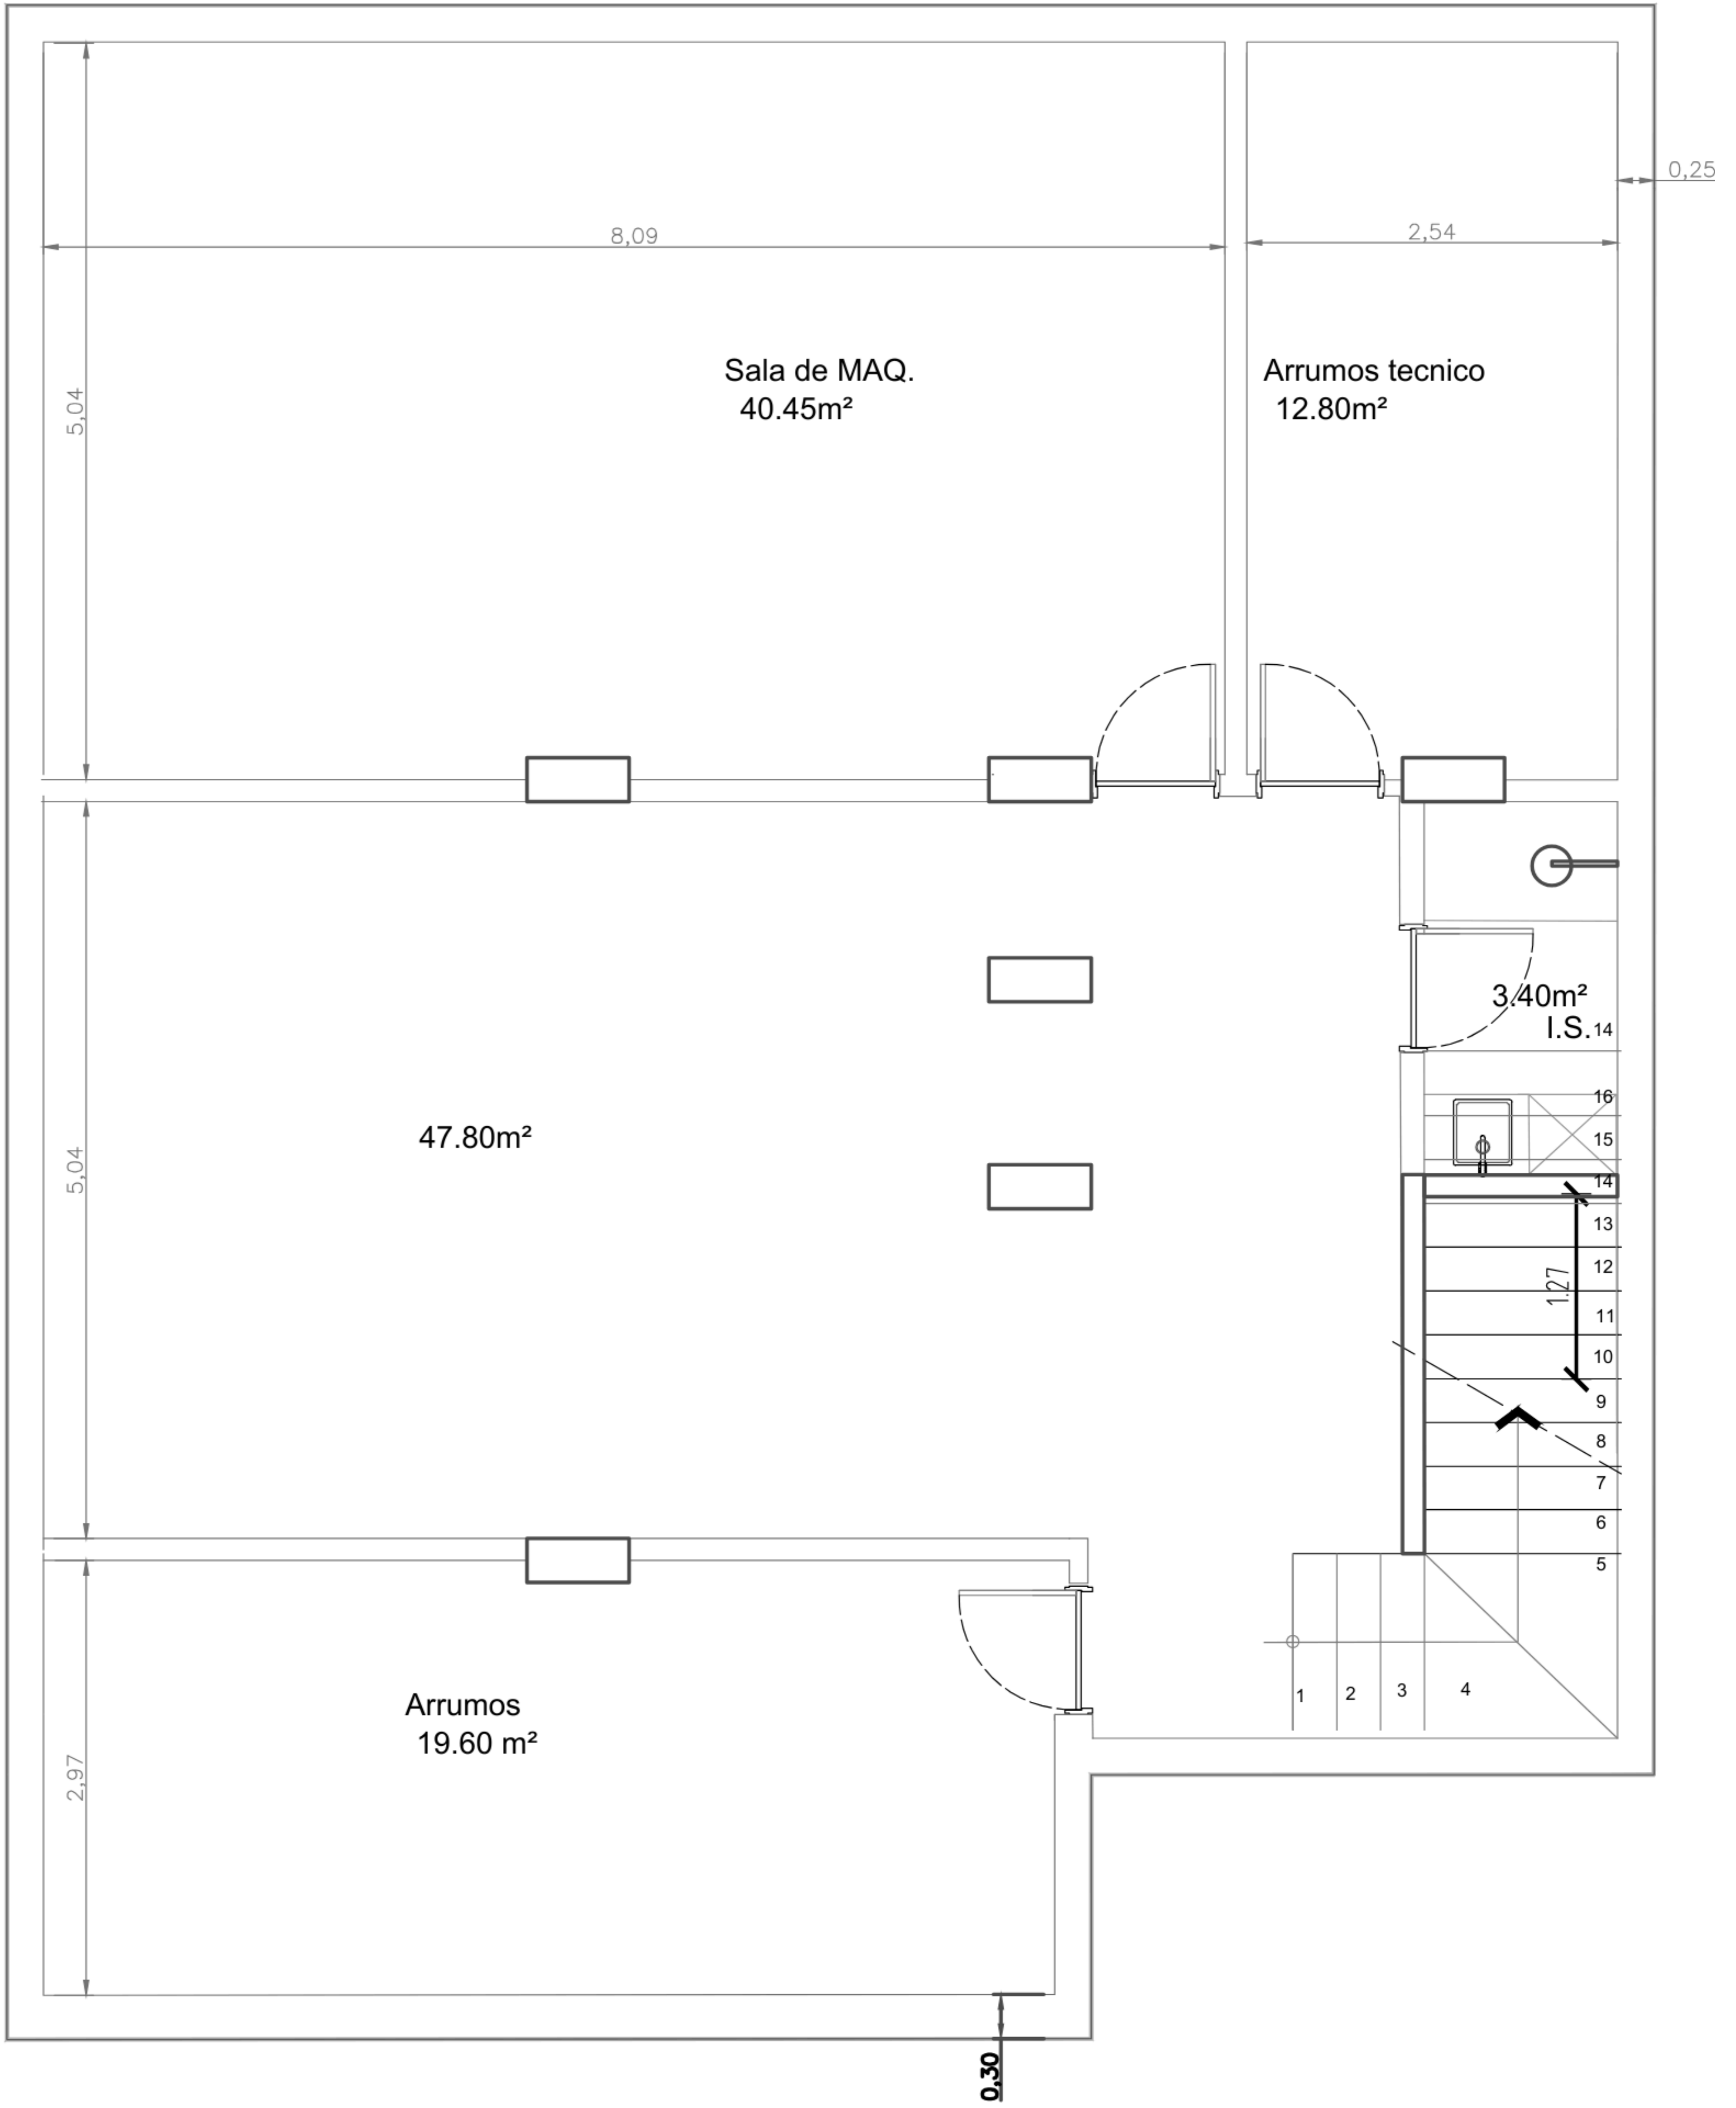 0,25
8,09
2,54
Sala de MAQ.
40.45m²
Arrumos tecnico
12.80m²
5,04
3.40m²
I.S.
14
16
15
14
13
12
11
10
9
8
7
6
5
1.27
47.80m²
5,04
1
2
3
4
Arrumos
19.60 m²
2,97
0,30